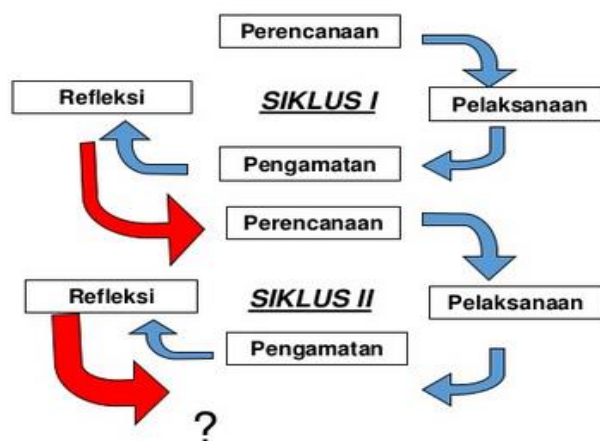 Perencanaan
Refleksi
SIKLUS I
Pelaksanaan
Pengamatan
Perencanaan
Refleksi
SIKLUS II
Pelaksanaan
Pengamatan
?